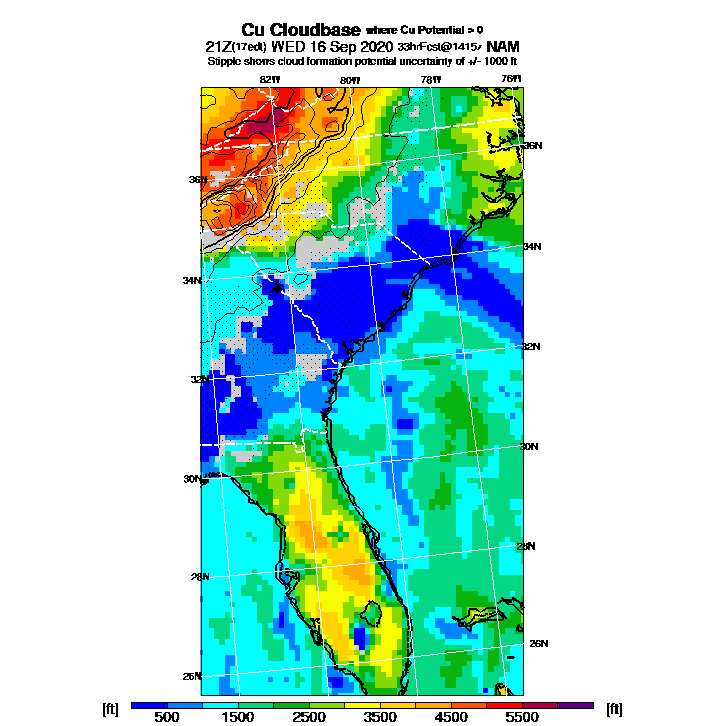 Cu Cloudbase where Cu Potential > 0
21Z(17edt) WED 16 Sep 2020 33hrFcst@1415z NAM
Stipple shows cloud formation potential uncertainty of +/- 1000 ft
82W 80W 78W 76W
36N
36N
34N
34N
32N
32N
30N
30N
28N
28N
26N
26N
[ft] 500 1500 2500 3500 4500 5500 [ft]